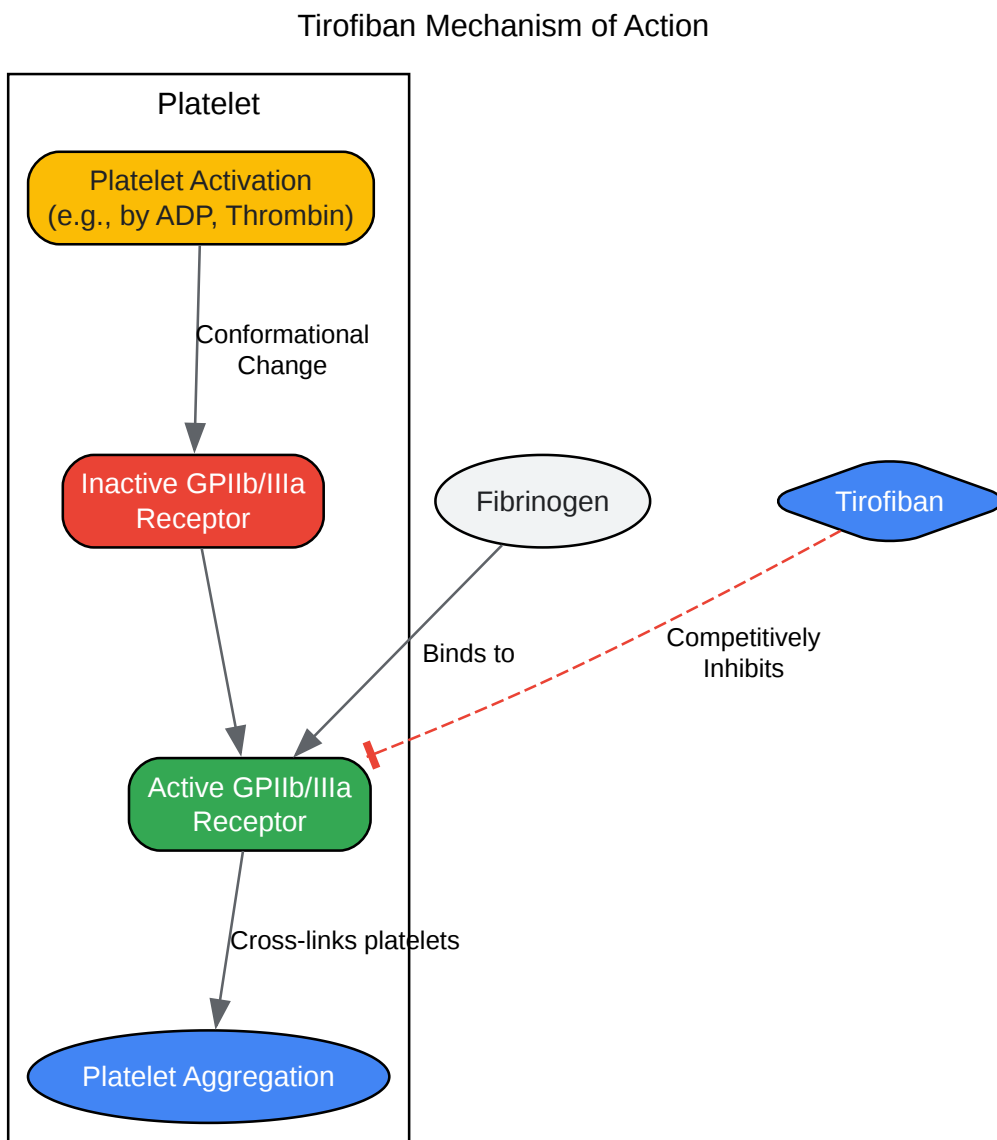 Tirofiban Mechanism of Action
Platelet
Platelet Activation
(e.g., by ADP, Thrombin)
Conformational
Change
Inactive GPIIb/IIIa
Receptor
Fibrinogen
Tirofiban
Binds to
Competitively
Inhibits
Active GPIIb/IIIa
Receptor
Cross-links platelets
Platelet Aggregation